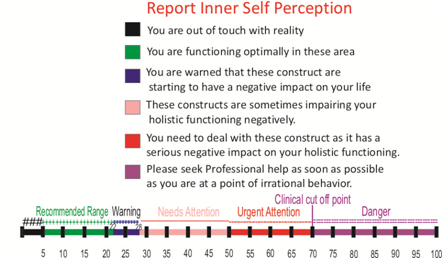 Report Inner Self Perception
You are out of touch with reality
You are functioning optimally in these area
You are warned that these construct are
starting to have a negative impact on your life
These constructs are sometimes impairing your
holistic functioning negatively.
You need to deal with these construct as it has a
serious negative impact on your holistic functioning.
Please seek Professional help as soon as possible
as you are at a point of irrational behavior.
Clinical cut off point
Recommended Range Warning Needs Attention Urgent Attention Danger
####
5 10 15 20 25 30 35 40 45 50 55 60 65 70 75 80 85 90 95 100